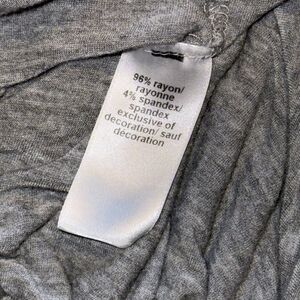 96% rayon/
rayonne
4% spandex/
spandex
exclusive of
decoration/ sauf
décoration